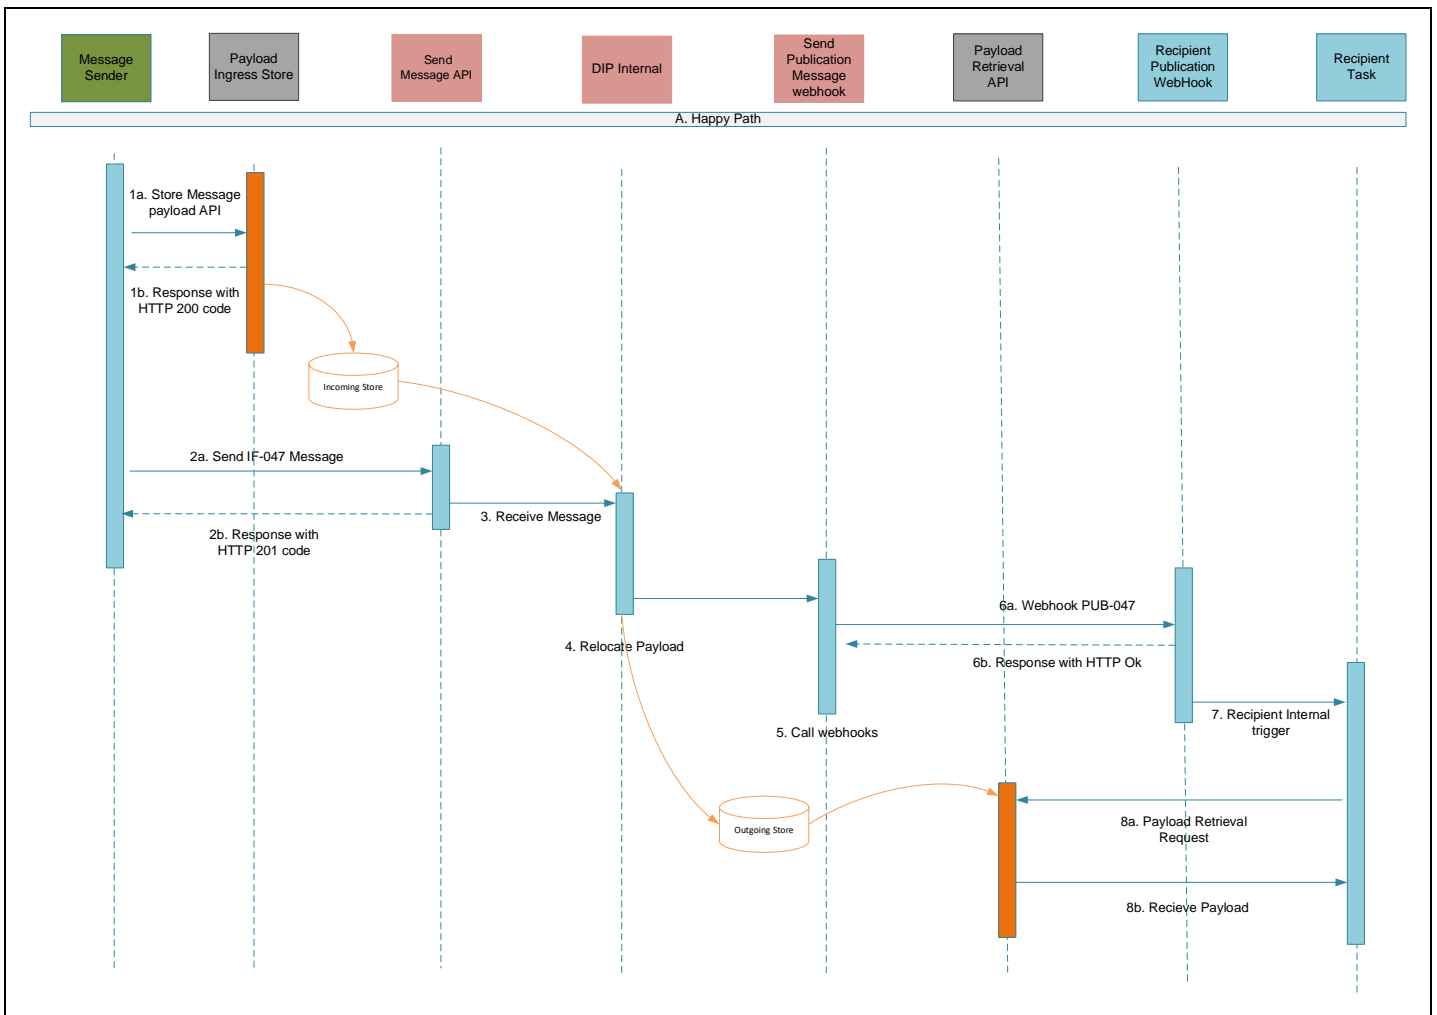 Message
Sender
Payload
Ingress Store
Send
Message API
DIP Internal
Send
Publication
Message
webhook
Payload
Retrieval
API
Recipient
Publication
WebHook
Recipient
Task
A. Happy Path
1a. Store Message
payload API
1b. Response with
HTTP 200 code
Incoming Store
2a. Send IF-047 Message
3. Receive Message
2b. Response with
HTTP 201 code
6a. Webhook PUB-047
4. Relocate Payload
6b. Response with HTTP Ok
7. Recipient Internal
trigger
5. Call webhooks
8a. Payload Retrieval
Request
Outgoing Store
8b. Recieve Payload